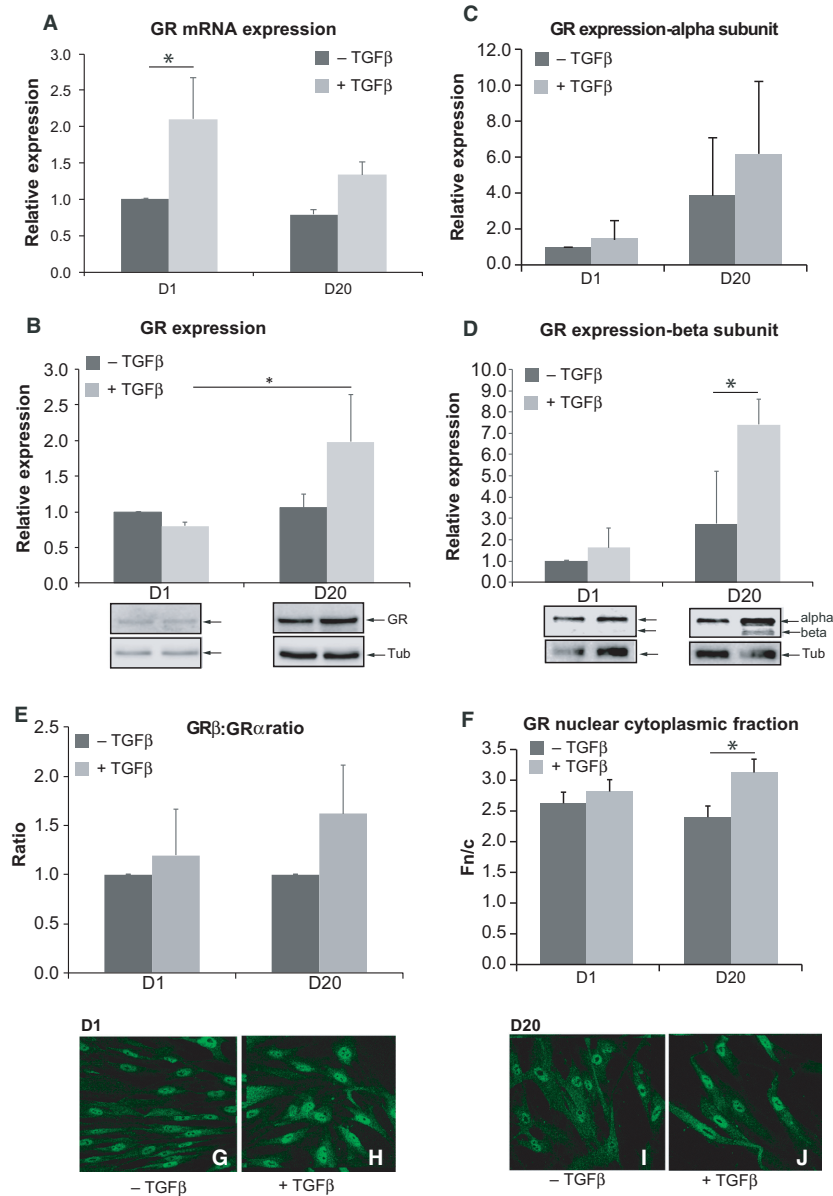 A
GR mRNA expression
Relative expression
3.0
2.5
2.0
1.5
1.0
0.5
0.0
*
– TGFβ
+ TGFβ
D1
D20
C
GR expression-alpha subunit
Relative expression
12.0
10.0
8.0
6.0
4.0
2.0
0.0
– TGFβ
+ TGFβ
D1
D20
B
GR expression
Relative expression
3.0
2.5
2.0
1.5
1.0
0.5
0.0
– TGFβ
+ TGFβ
*
D1
D20
GR
Tub
D
GR expression-beta subunit
Relative expression
10.0
9.0
8.0
7.0
6.0
5.0
4.0
3.0
2.0
1.0
0.0
– TGFβ
+ TGFβ
*
D1
D20
alpha
beta
Tub
E
GRβ:GRαratio
Ratio
2.5
2.0
1.5
1.0
0.5
0.0
– TGFβ
+ TGFβ
D1
D20
F
GR nuclear cytoplasmic fraction
Fn/c
3.5
3.0
2.5
2.0
1.5
1.0
0.5
0.0
– TGFβ
+ TGFβ
*
D1
D20
D1
G
H
– TGFβ
+ TGFβ
D20
I
J
– TGFβ
+ TGFβ